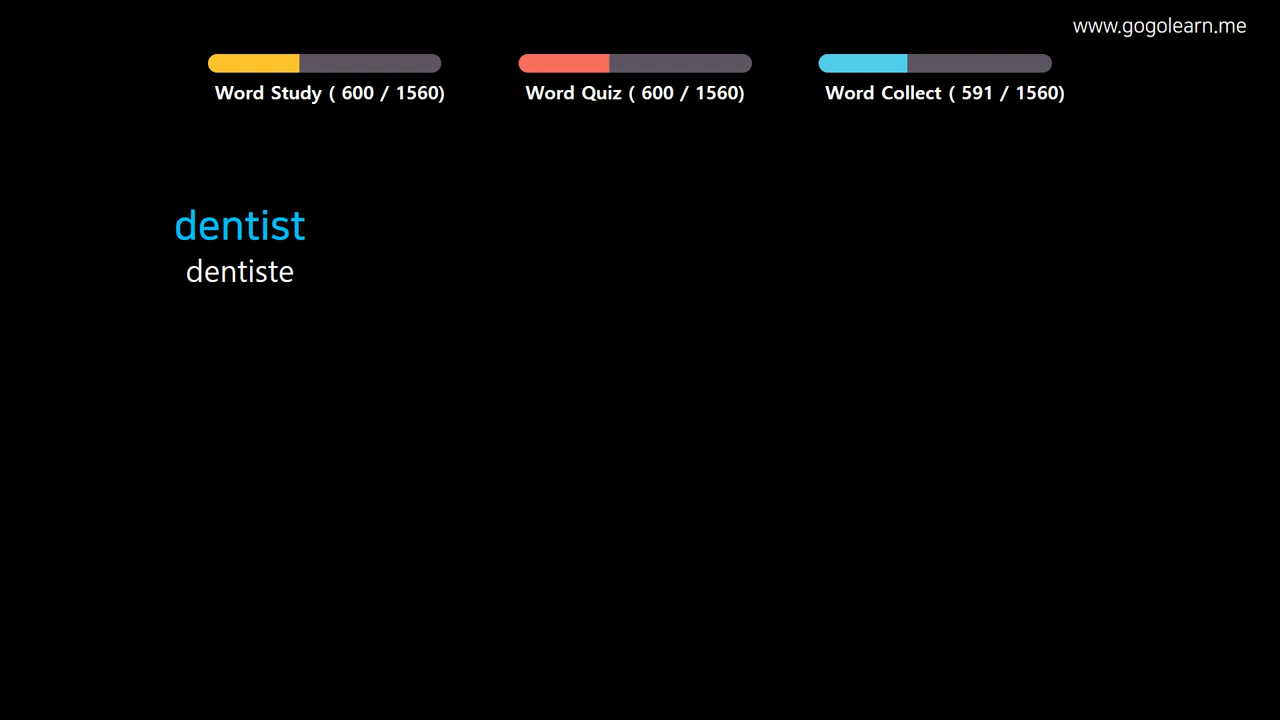 www.gogolearn.me
Word Study ( 600 / 1560)
Word Quiz ( 600 / 1560)
Word Collect ( 591 / 1560)
dentist
dentiste